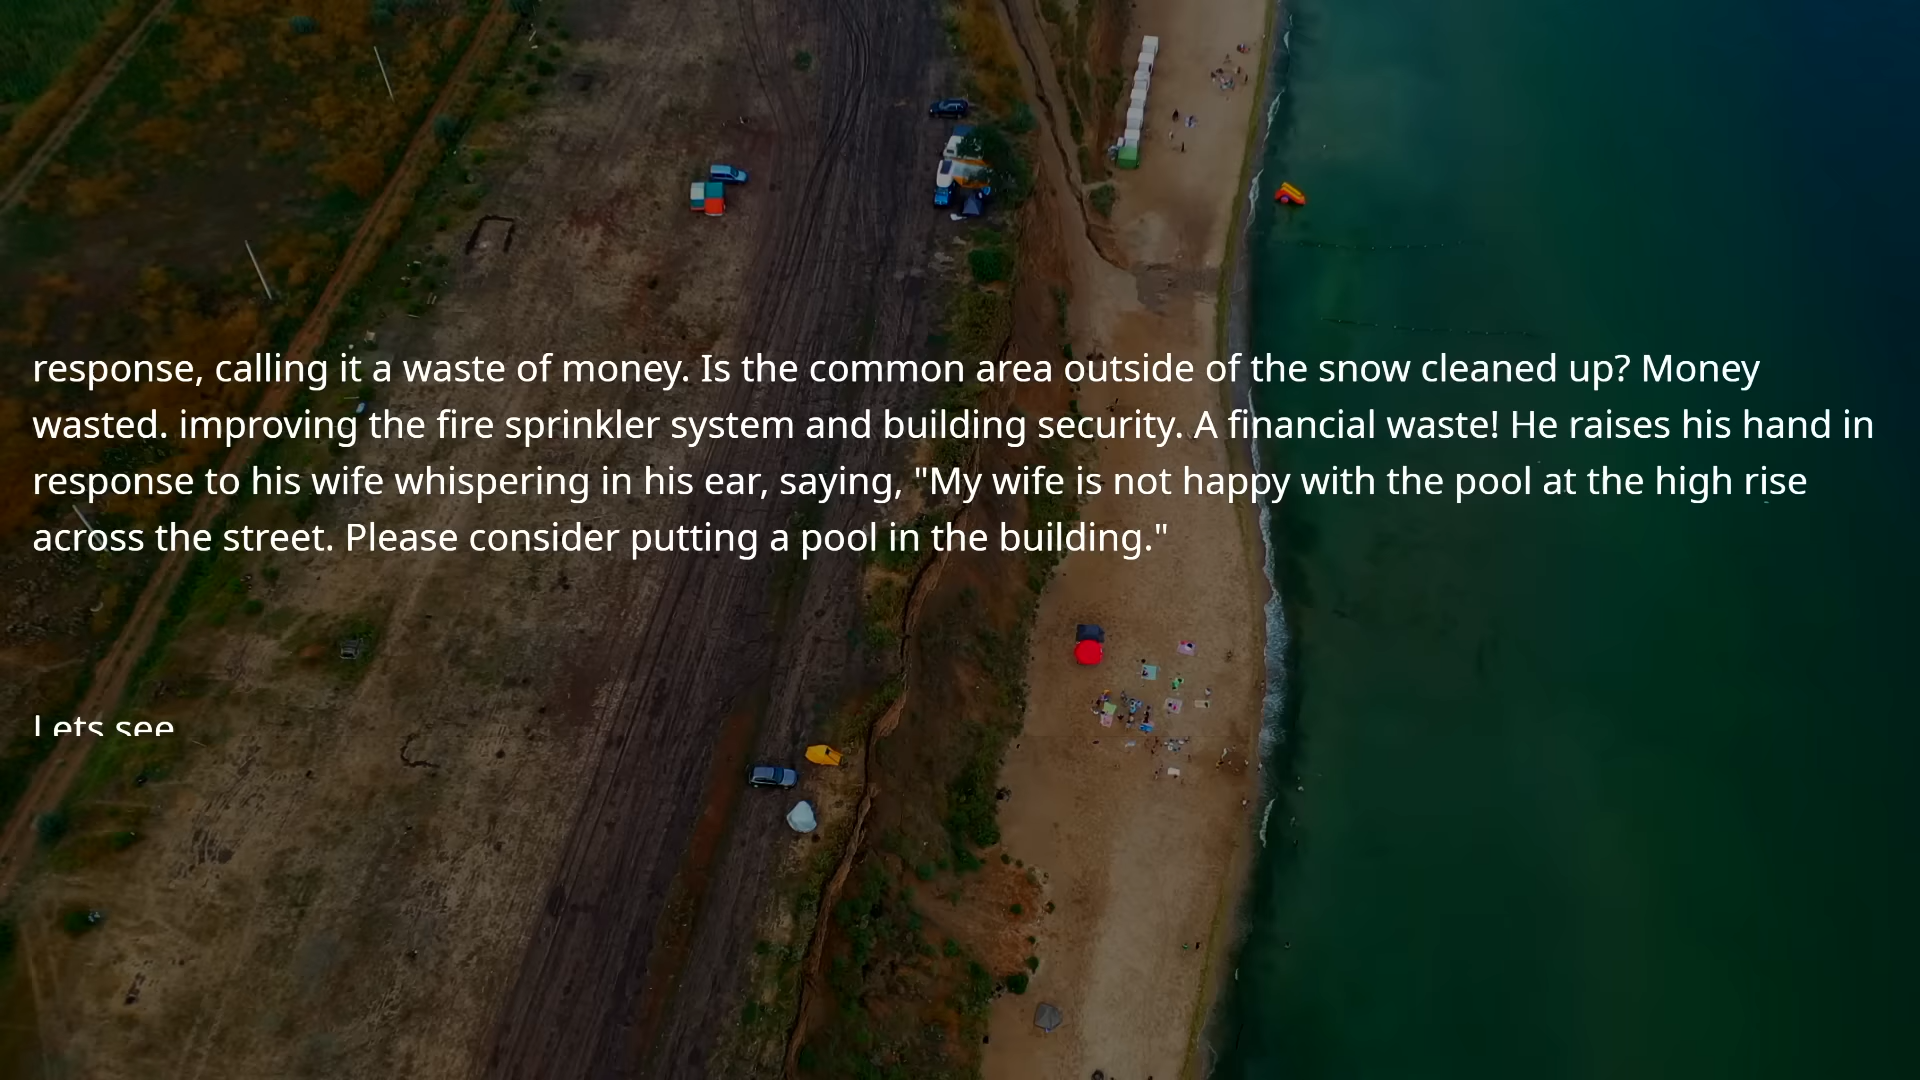 response, calling it a waste of money. Is the common area outside of the snow cleaned up? Money
wasted. improving the fire sprinkler system and building security. A financial waste! He raises his hand in
response to his wife whispering in his ear, saying, "My wife is not happy with the pool at the high rise
across the street. Please consider putting a pool in the building."
Lets see